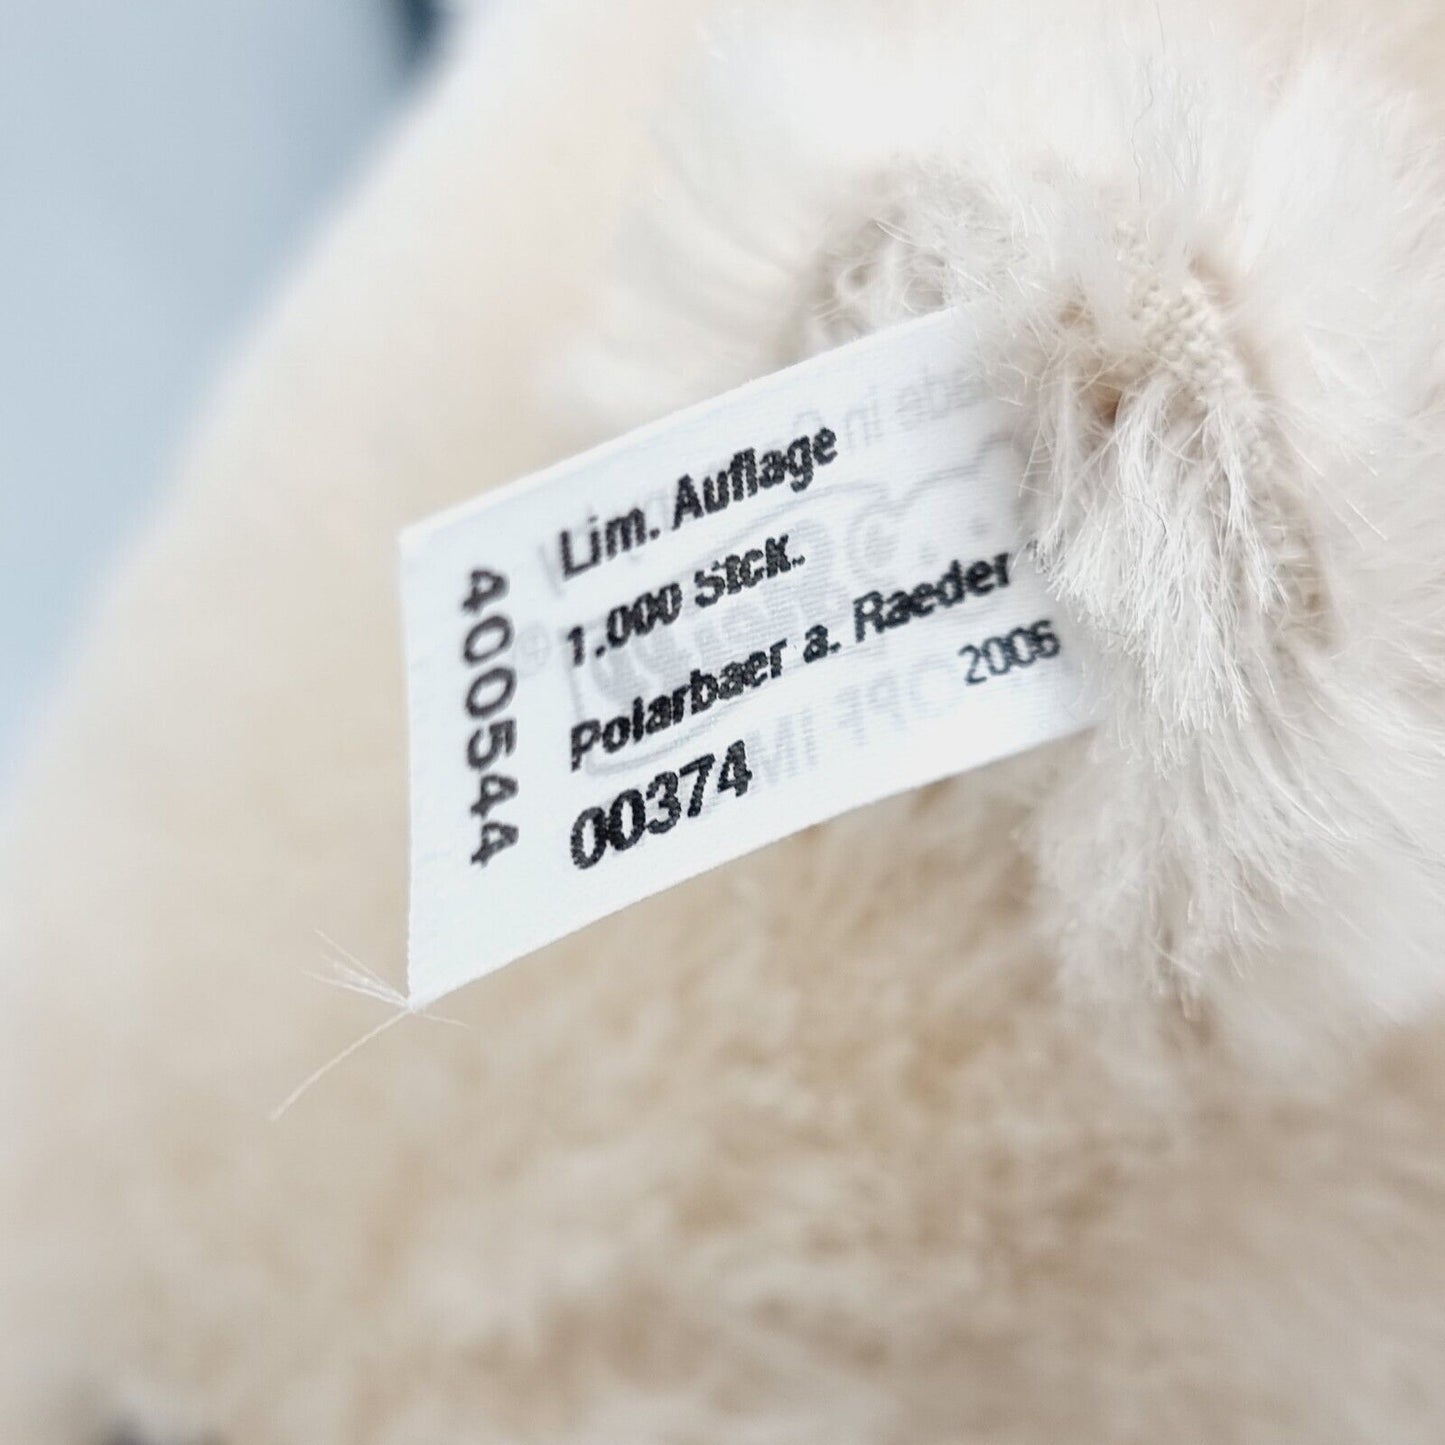 Lim. Auflage
1.000 Stck.
Polarbaer a. Raeder
2006
00374
400544